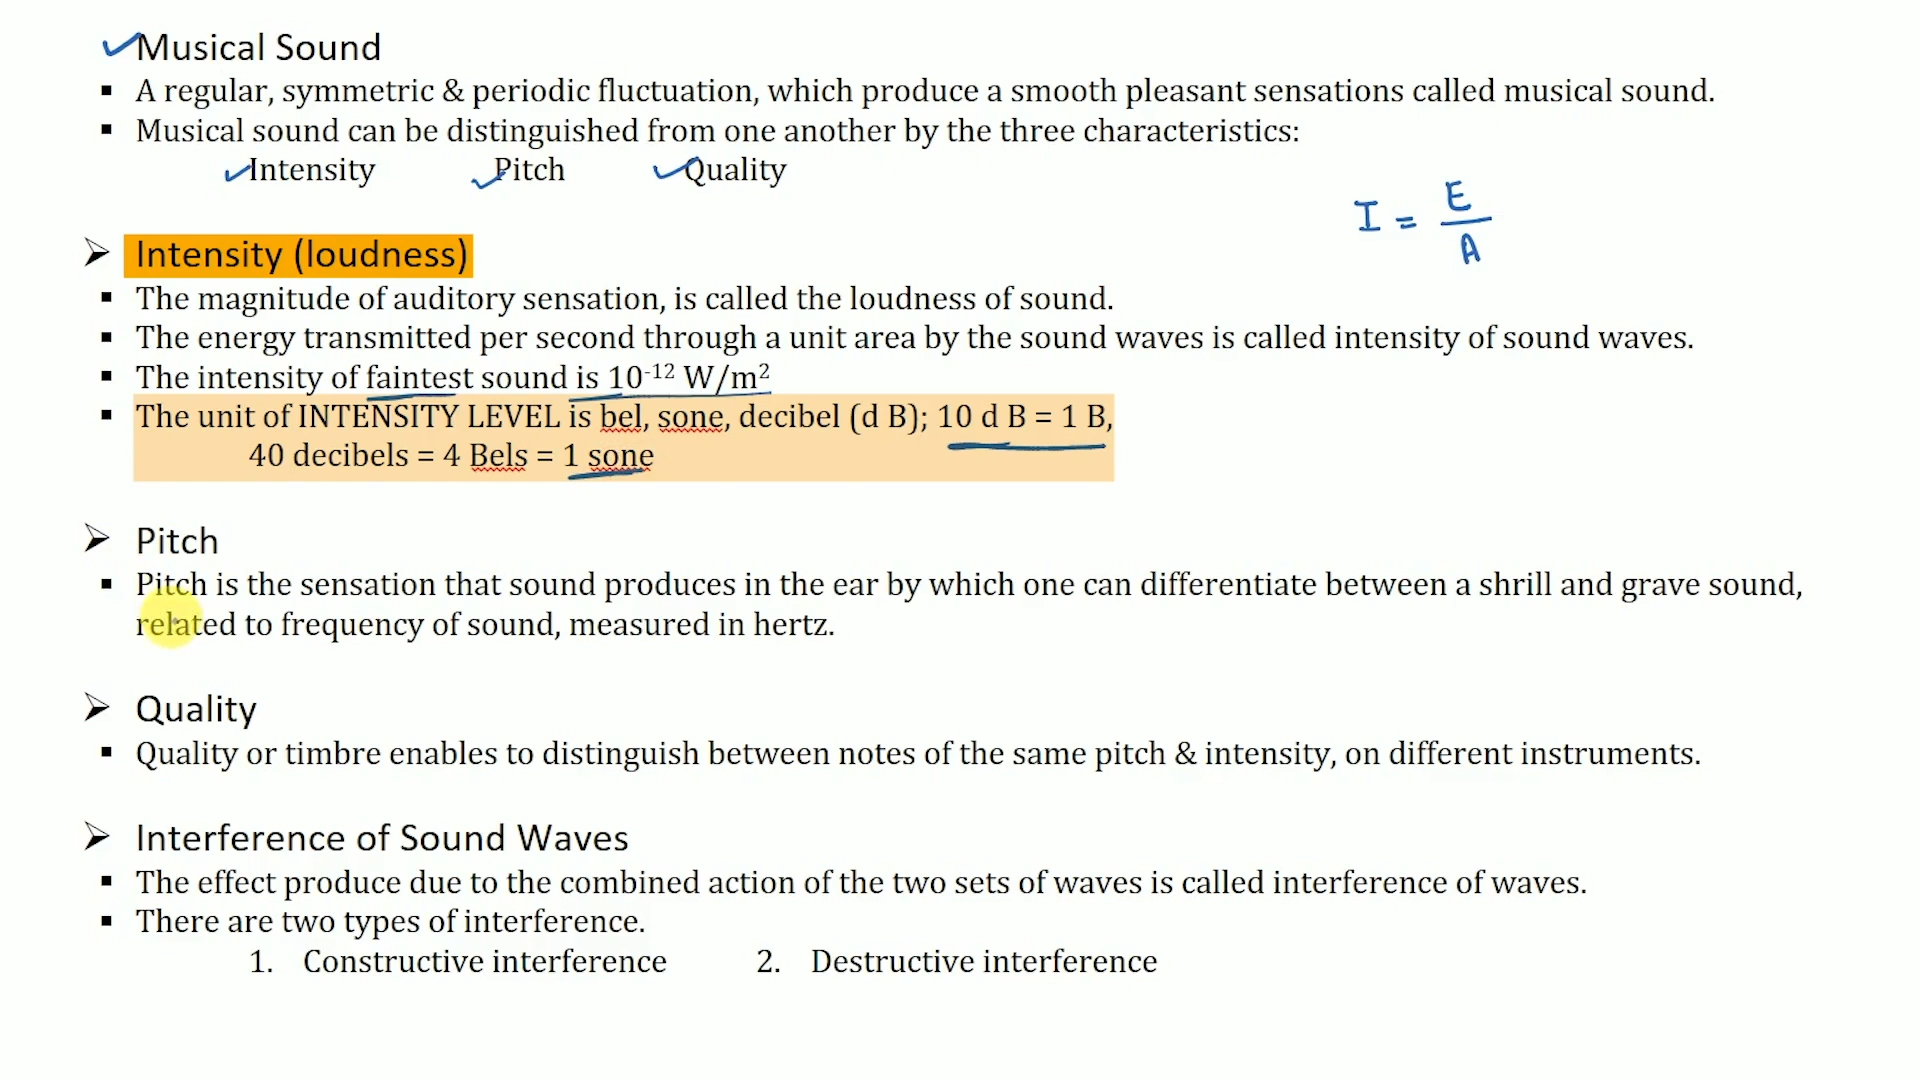 Musical Sound
▪ A regular, symmetric & periodic fluctuation, which produce a smooth pleasant sensations called musical sound.
▪ Musical sound can be distinguished from one another by the three characteristics:
Intensity Pitch Quality
I = E/A
➢ Intensity (loudness)
▪ The magnitude of auditory sensation, is called the loudness of sound.
▪ The energy transmitted per second through a unit area by the sound waves is called intensity of sound waves.
▪ The intensity of faintest sound is 10⁻¹² W/m²
▪ The unit of INTENSITY LEVEL is bel, sone, decibel (d B); 10 d B = 1 B,
40 decibels = 4 Bels = 1 sone
➢ Pitch
▪ Pitch is the sensation that sound produces in the ear by which one can differentiate between a shrill and grave sound,
related to frequency of sound, measured in hertz.
➢ Quality
▪ Quality or timbre enables to distinguish between notes of the same pitch & intensity, on different instruments.
➢ Interference of Sound Waves
▪ The effect produce due to the combined action of the two sets of waves is called interference of waves.
▪ There are two types of interference.
1. Constructive interference 2. Destructive interference